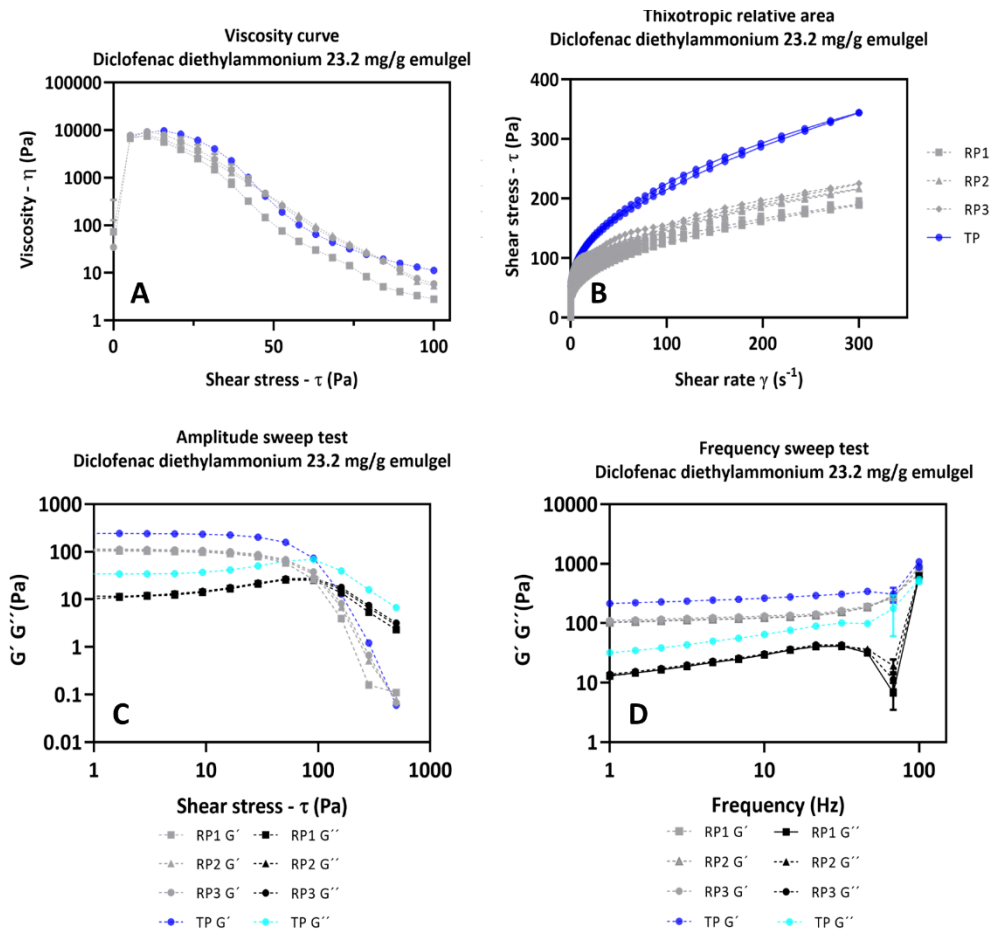 Viscosity curve
Diclofenac diethylammonium 23.2 mg/g emulgel
Viscosity - η (Pa)
100000
10000
1000
100
10
1
A
0
50
100
Shear stress - τ (Pa)
Thixotropic relative area
Diclofenac diethylammonium 23.2 mg/g emulgel
Shear stress - τ (Pa)
400
300
200
100
0
B
0
100
200
300
Shear rate γ (s⁻¹)
RP1
RP2
RP3
TP
Amplitude sweep test
Diclofenac diethylammonium 23.2 mg/g emulgel
G´ G´´(Pa)
1000
100
10
1
0.1
0.01
C
1
10
100
1000
Shear stress - τ (Pa)
RP1 G´ RP1 G´´
RP2 G´ RP2 G´´
RP3 G´ RP3 G´´
TP G´ TP G´´
Frequency sweep test
Diclofenac diethylammonium 23.2 mg/g emulgel
G´ G´´(Pa)
10000
1000
100
10
1
D
1
10
100
Frequency (Hz)
RP1 G´ RP1 G´´
RP2 G´ RP2 G´´
RP3 G´ RP3 G´´
TP G´ TP G´´